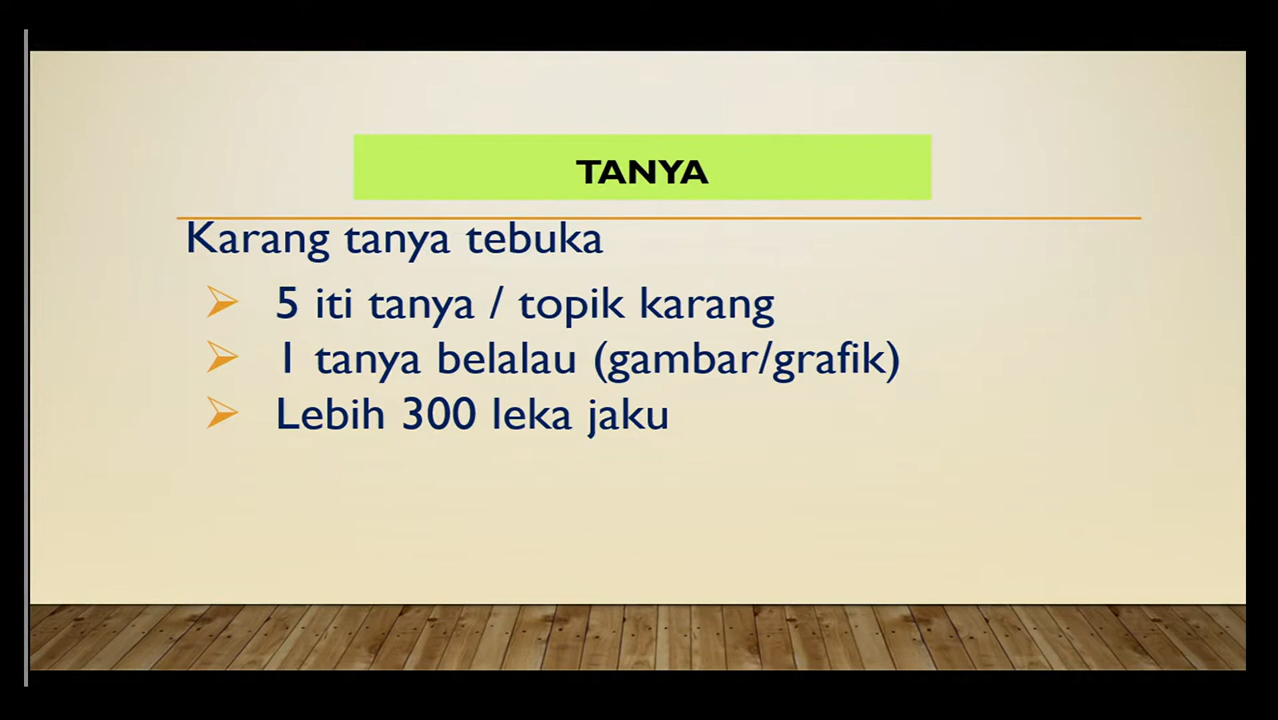 TANYA
Karang tanya tebuka
5 iti tanya / topik karang
1 tanya belalau (gambar/grafik)
Lebih 300 leka jaku